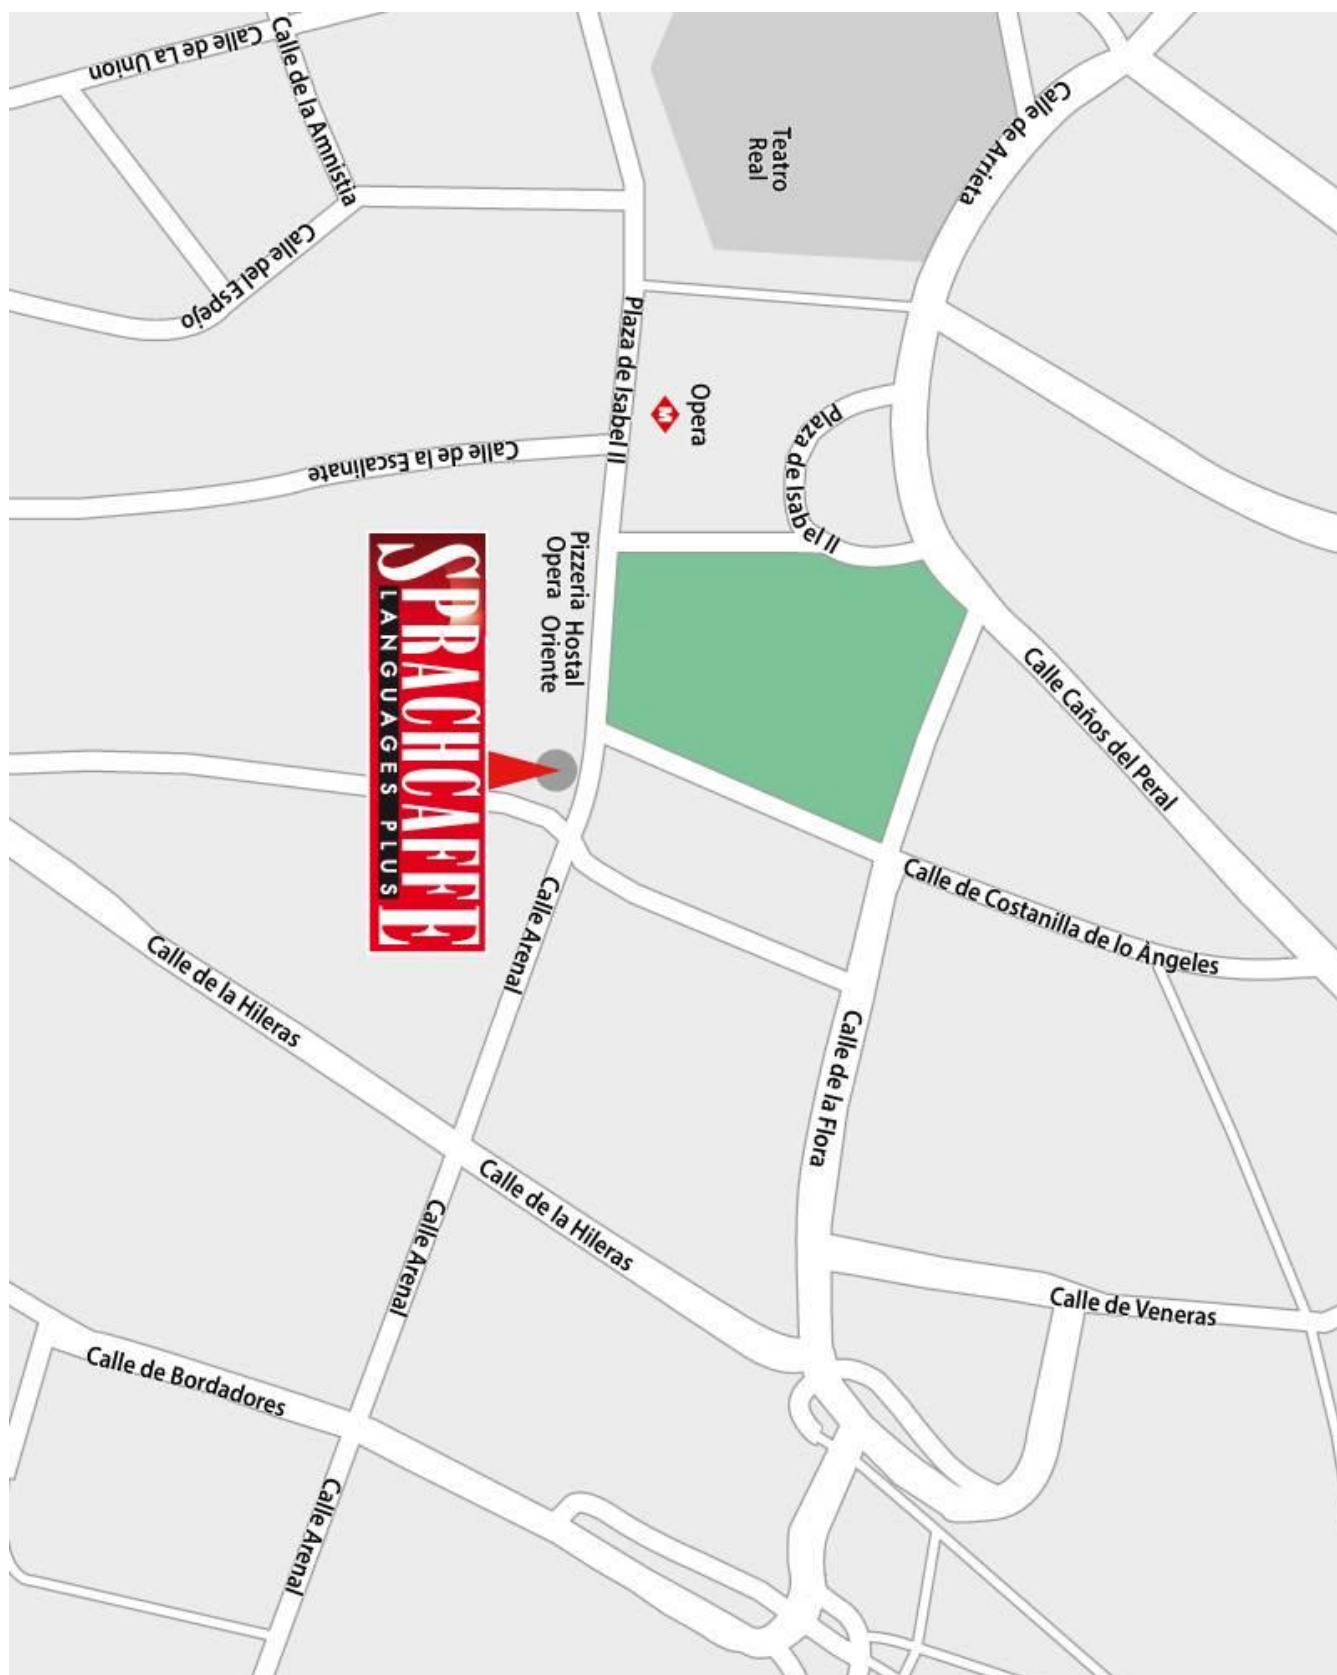 Calle de Arrieta
Calle Caños del Peral
Calle de Costanilla de lo Àngeles
Calle de Veneras
Teatro
Real
Plaza de Isabel II
Calle de la Flora
Opera
Plaza de Isabel II
Pizzeria
Opera
Hostal
Oriente
Calle de la Hileras
Calle Arenal
SPRACHCAFFE
LANGUAGES PLUS
Calle Arenal
Calle de la Escalinate
Calle de la Amnistia
Calle del Espejo
Calle Arenal
Calle de la Hileras
Calle de La Union
Calle de Bordadores
M